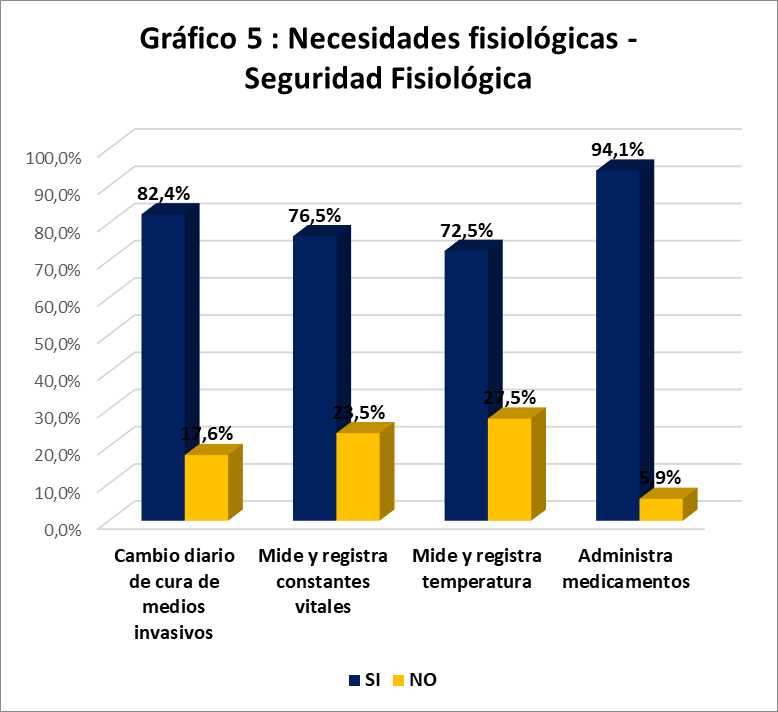 Gráfico 5 : Necesidades fisiológicas -
Seguridad Fisiológica
100,0%
90,0%
80,0%
70,0%
60,0%
50,0%
40,0%
30,0%
20,0%
10,0%
0,0%
82,4%
17,6%
76,5%
23,5%
72,5%
27,5%
94,1%
5,9%
Cambio diario
de cura de
medios
invasivos
Mide y registra
constantes
vitales
Mide y registra
temperatura
Administra
medicamentos
SI NO